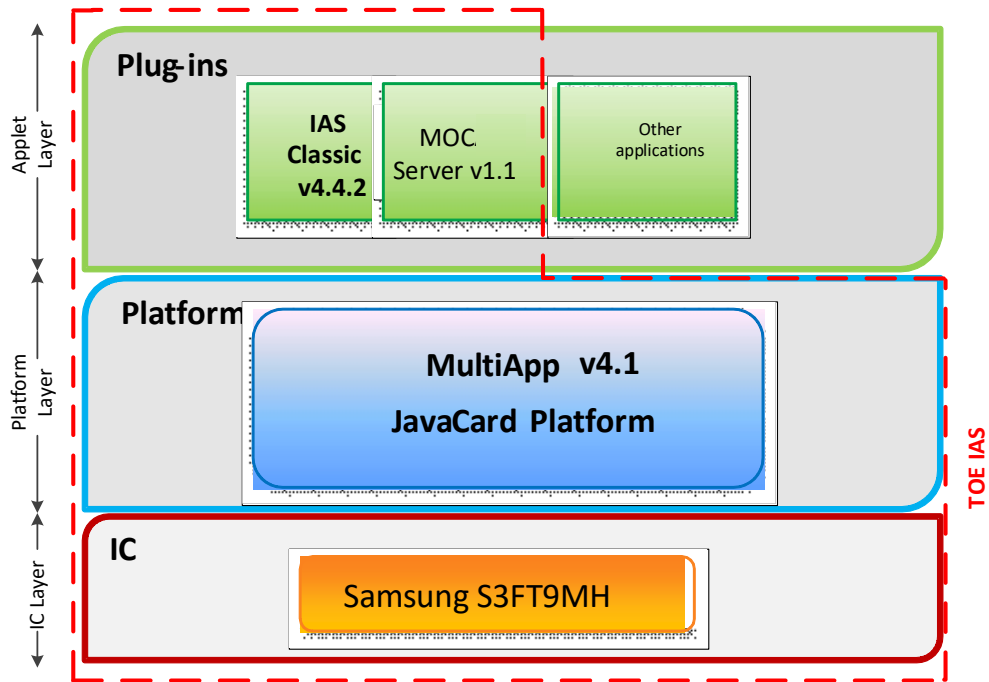 Applet
Layer
Plug-ins
IAS
Classic
v4.4.2
MOC
Server v1.1
Other
applications
Platform
Layer
Platform
MultiApp v4.1
JavaCard Platform
TOE IAS
IC Layer
IC
Samsung S3FT9MH